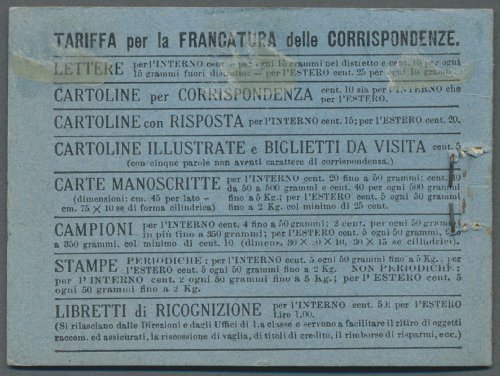 TARIFFA per la FRANCATURA delle CORRISPONDENZE.
LETTERE per l'INTERNO cent. per ogni 15 grammi nel distretto e cent. 15 per ogni
15 grammi fuori distretto: — per l'ESTERO cent. 25 per ogni 15 grammi.
CARTOLINE per CORRISPONDENZA cent. 10 sia per l'INTERNO che
per l'ESTERO.
CARTOLINE con RISPOSTA per l'INTERNO cent. 15; per l'ESTERO cent. 20.
CARTOLINE ILLUSTRATE e BIGLIETTI DA VISITA cent. 5
(con cinque parole non aventi carattere di corrispondenza.)
CARTE MANOSCRITTE per l'INTERNO cent. 20 fino a 50 grammi; cent. 40
(dimensioni: cm. 45 per lato — da 50 a 500 grammi e cent. 40 per ogni 500 grammi
cm. 75 × 10 se di forma cilindrica) fino a 5 Kg.; per l'ESTERO cent. 5 ogni 50 grammi
fino a 2 Kg. col minimo di 25 cent.
CAMPIONI per l'INTERNO cent. 4 fino a 50 grammi; 2 cent. per ogni 50 grammi
in più fino a 350 grammi; per l'ESTERO cent. 5 ogni 50 grammi, fino
a 350 grammi. col minimo di cent. 10 (dimens. 30 × 20 × 10, 30 × 15 se cilindrici).
STAMPE PERIODICHE: per l'INTERNO cent. 5 ogni 50 grammi fino a 5 Kg.: per
l'ESTERO cent. 5 ogni 50 grammi fino a 2 Kg. NON PERIODICHE:
per l'INTERNO cent. 2 ogni 50 grammi fino a 5 Kg.; per l'ESTERO cent. 5
ogni 50 grammi fino a 2 Kg.
LIBRETTI di RICOGNIZIONE per l'INTERNO cent. 50: per l'ESTERO
Lire 1.00.
(Si rilasciano dalle Direzioni e dagli Uffici di 1.a classe e servono a facilitare il ritiro di oggetti
raccom. ed assicurati, la riscossione di vaglia, di titoli di credito, il rimborso di risparmi, ecc.)